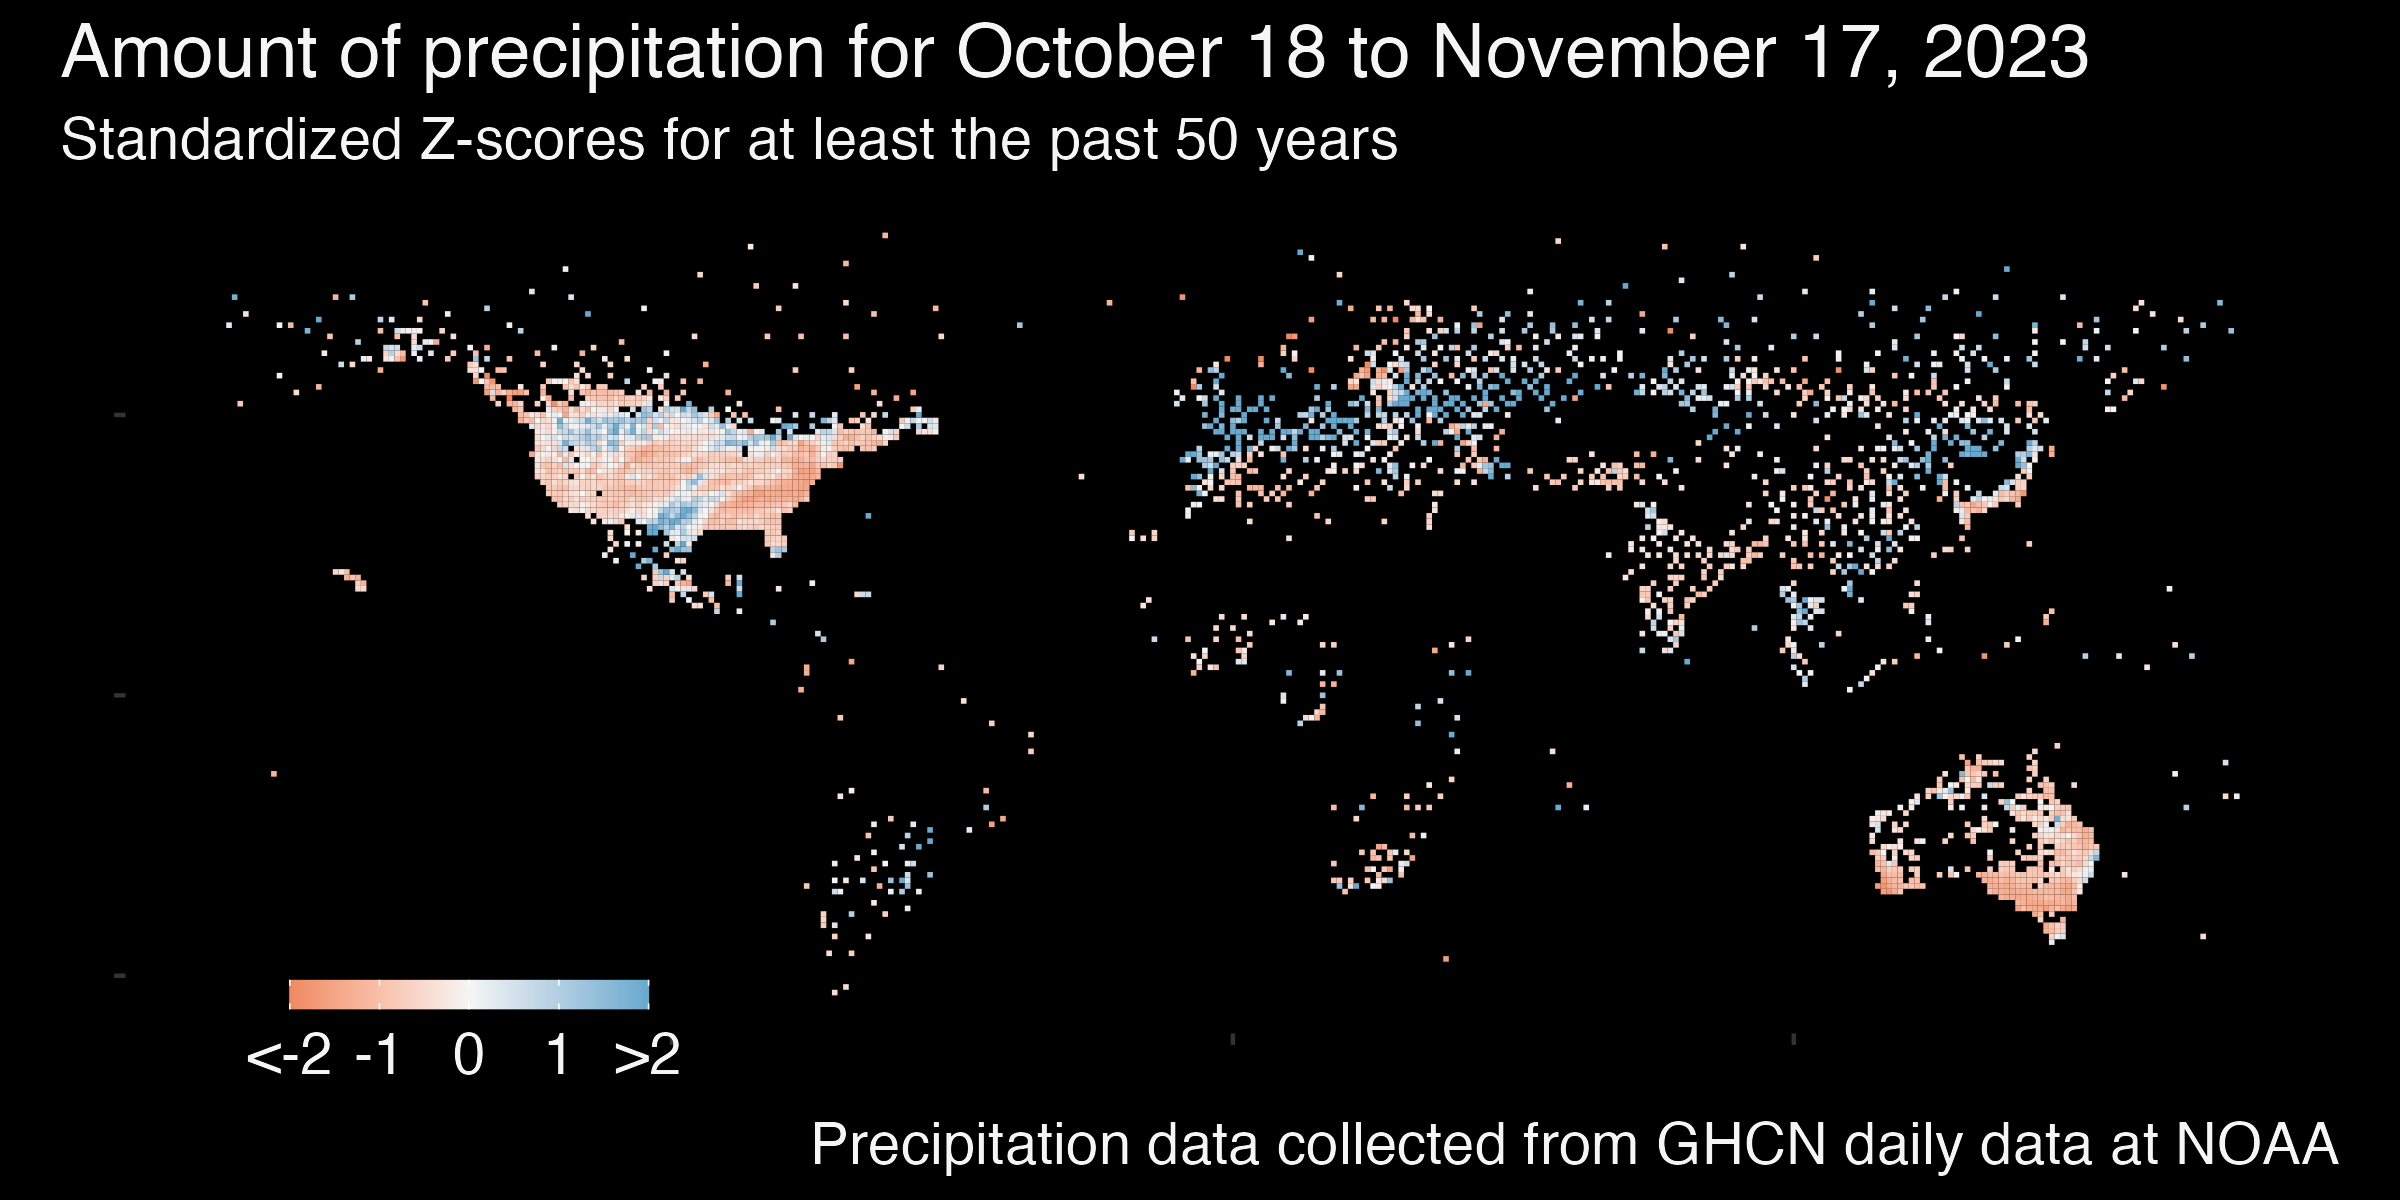 Amount of precipitation for October 18 to November 17, 2023
Standardized Z-scores for at least the past 50 years
<-2 -1 0 1 >2
Precipitation data collected from GHCN daily data at NOAA